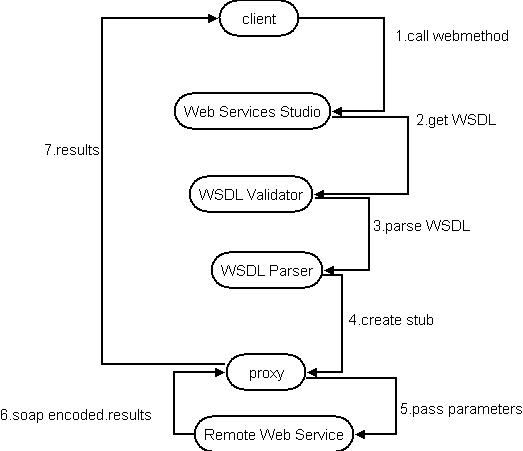 client
1.call webmethod
Web Services Studio
2.get WSDL
7.results
WSDL Validator
3.parse WSDL
WSDL Parser
4.create stub
proxy
5.pass parameters
6.soap encoded.results
Remote Web Service